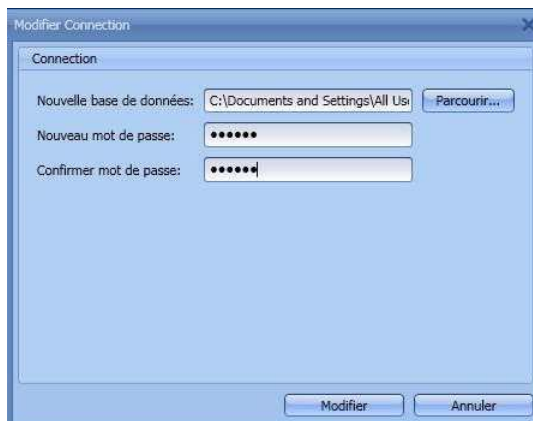 Modifier Connection
Connection
Nouvelle base de données: C:\Documents and Settings\All Us Parcourir...
Nouveau mot de passe: ••••••
Confirmer mot de passe: ••••••
Modifier Annuler